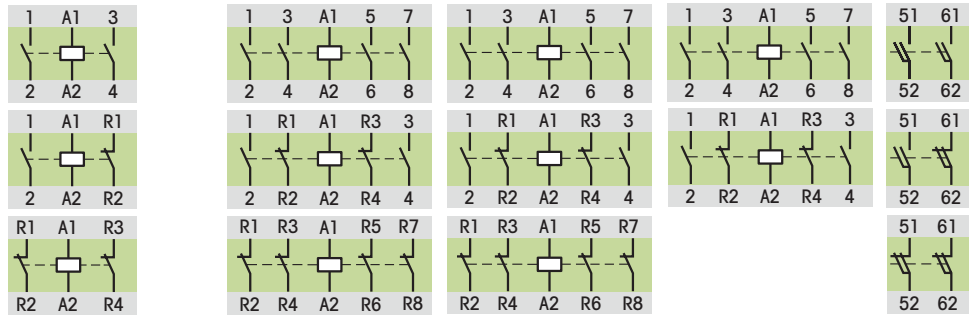 1 A1 3 1 3 A1 5 7 1 3 A1 5 7 1 3 A1 5 7 51 61
2 A2 4 2 4 A2 6 8 2 4 A2 6 8 2 4 A2 6 8 52 62
1 A1 R1 1 R1 A1 R3 3 1 R1 A1 R3 3 1 R1 A1 R3 3 51 61
2 A2 R2 2 R2 A2 R4 4 2 R2 A2 R4 4 2 R2 A2 R4 4 52 62
R1 A1 R3 R1 R3 A1 R5 R7 R1 R3 A1 R5 R7 51 61
R2 A2 R4 R2 R4 A2 R6 R8 R2 R4 A2 R6 R8 52 62